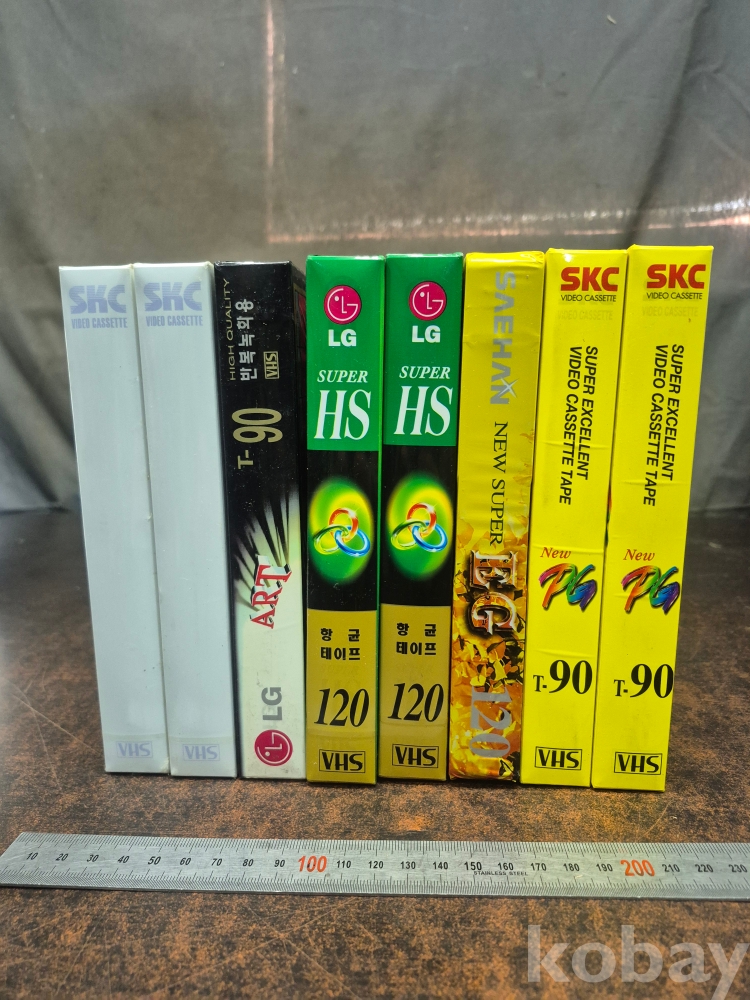 SKC
VIDEO CASSETTE
VHS
SKC
VIDEO CASSETTE
VHS
HIGH QUALITY
반복녹화용
VHS
T-90
ART
LG
LG
SUPER
HS
항균
테이프
120
VHS
LG
SUPER
HS
항균
테이프
120
VHS
SAEHAN
NEW SUPER
EG
120
SKC
VIDEO CASSETTE
SUPER EXCELLENT
VIDEO CASSETTE TAPE
New
PG
T-90
VHS
SKC
VIDEO CASSETTE
SUPER EXCELLENT
VIDEO CASSETTE TAPE
New
PG
T-90
VHS
10 20 30 40 50 60 70 80 90 100 110 120 130 140 150 160 170 180 190 200 210 220 230
STAINLESS STEEL
kobay